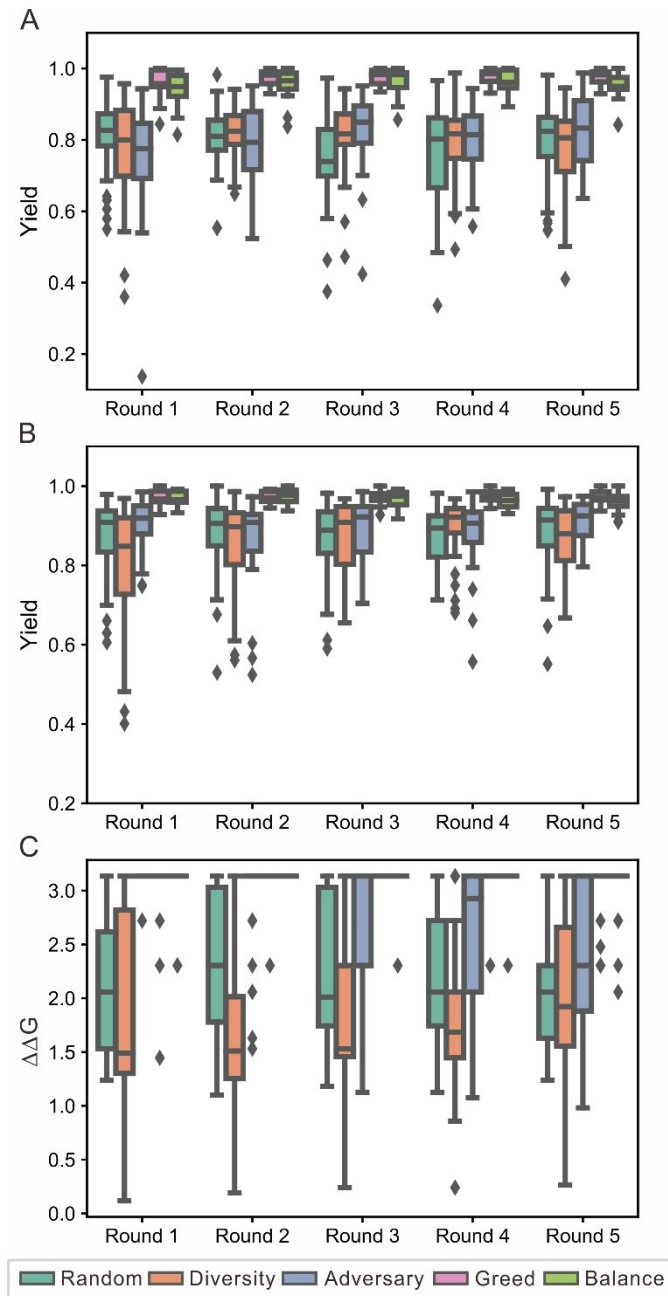 A
1.0
0.8
0.6
0.4
0.2
Yield
Round 1 Round 2 Round 3 Round 4 Round 5
B
1.0
0.8
0.6
0.4
0.2
Yield
Round 1 Round 2 Round 3 Round 4 Round 5
C
3.0
2.5
2.0
1.5
1.0
0.5
0.0
ΔΔG
Round 1 Round 2 Round 3 Round 4 Round 5
Random Diversity Adversary Greed Balance